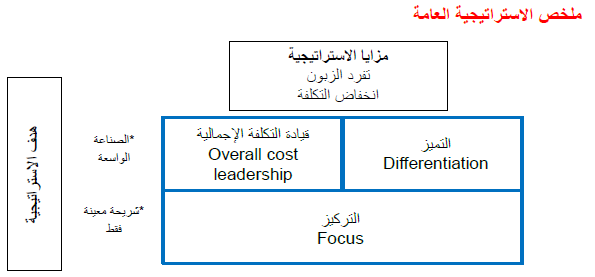 ملخص الاستراتيجية العامة
مزايا الاستراتيجية
تفرد الزبون
انخفاض التكلفة
هدف الاستراتيجية
*الصناعة
الواسعة
قيادة التكلفة الإجمالية
Overall cost
leadership
التميز
Differentiation
*شريحة معينة
فقط
التركيز
Focus